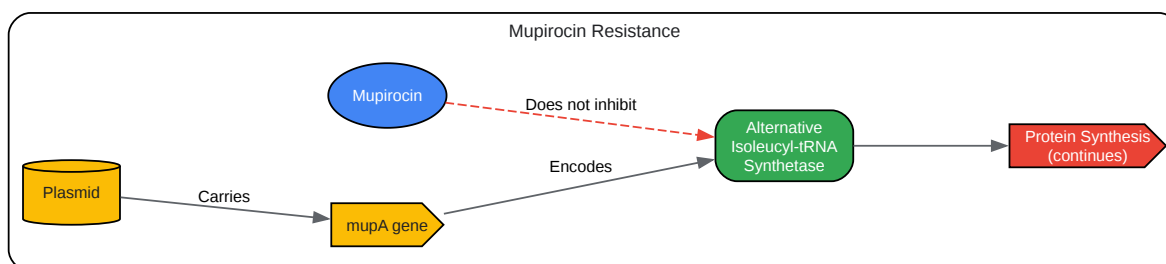 Mupirocin Resistance
Mupirocin
Does not inhibit
Alternative
Isoleucyl-tRNA
Synthetase
Protein Synthesis
(continues)
Plasmid
Carries
mupA gene
Encodes